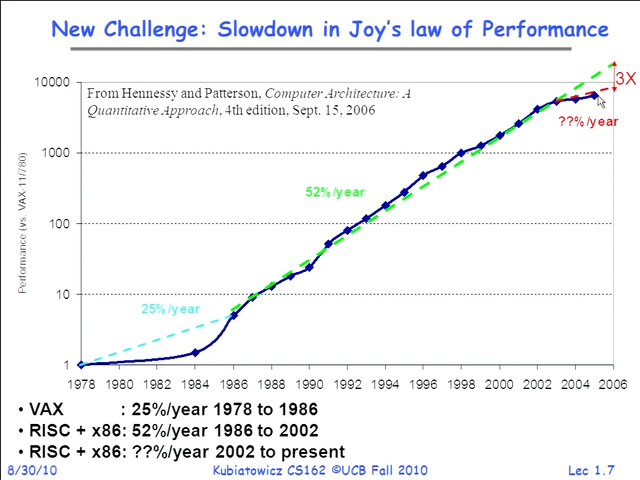 New Challenge: Slowdown in Joy's law of Performance
10000
1000
100
10
1
Performance (vs. VAX-11/780)
From Hennessy and Patterson, Computer Architecture: A
Quantitative Approach, 4th edition, Sept. 15, 2006
3X
??%/year
52%/year
25%/year
1978 1980 1982 1984 1986 1988 1990 1992 1994 1996 1998 2000 2002 2004 2006
• VAX : 25%/year 1978 to 1986
• RISC + x86: 52%/year 1986 to 2002
• RISC + x86: ??%/year 2002 to present
8/30/10 Kubiatowicz CS162 ©UCB Fall 2010 Lec 1.7